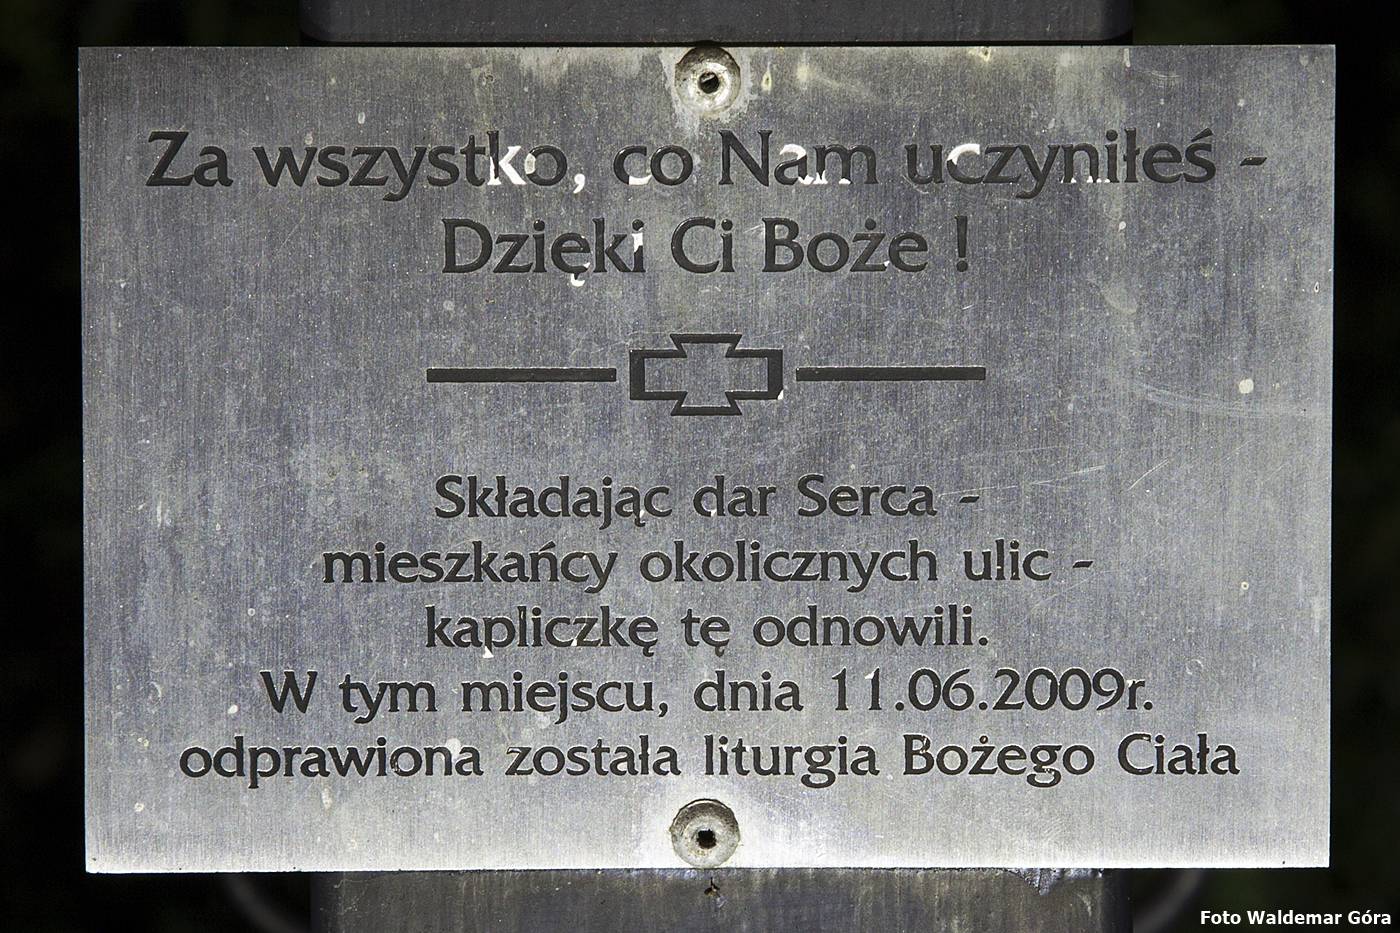 Za wszystko, co Nam uczyniłeś -
Dzięki Ci Boże !
Składając dar Serca -
mieszkańcy okolicznych ulic -
kapliczkę tę odnowili.
W tym miejscu, dnia 11.06.2009r.
odprawiona została liturgia Bożego Ciała
Foto Waldemar Góra